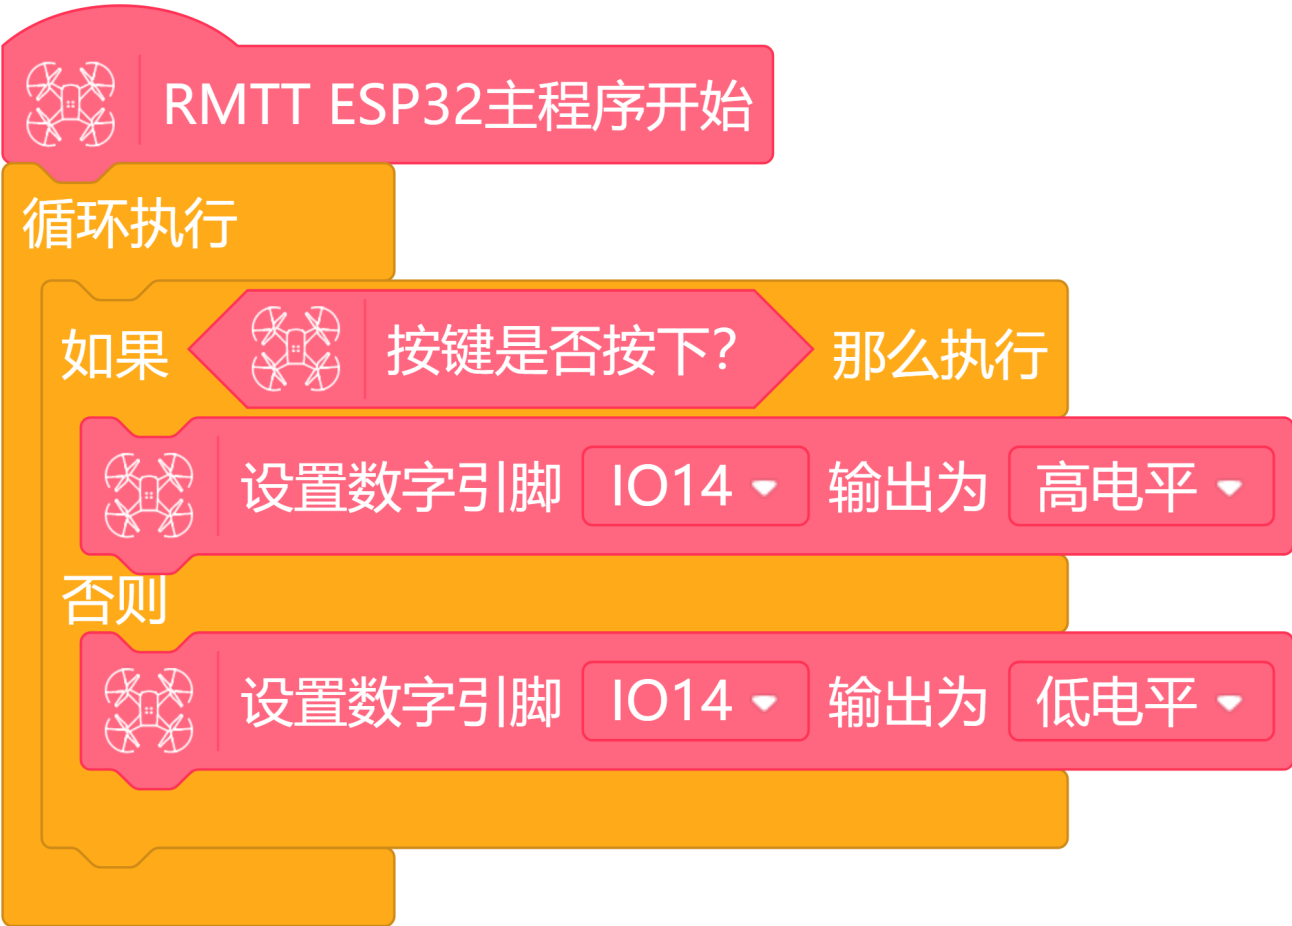 RMTT ESP32主程序开始
循环执行
如果 按键是否按下? 那么执行
设置数字引脚 IO14 输出为 高电平
否则
设置数字引脚 IO14 输出为 低电平